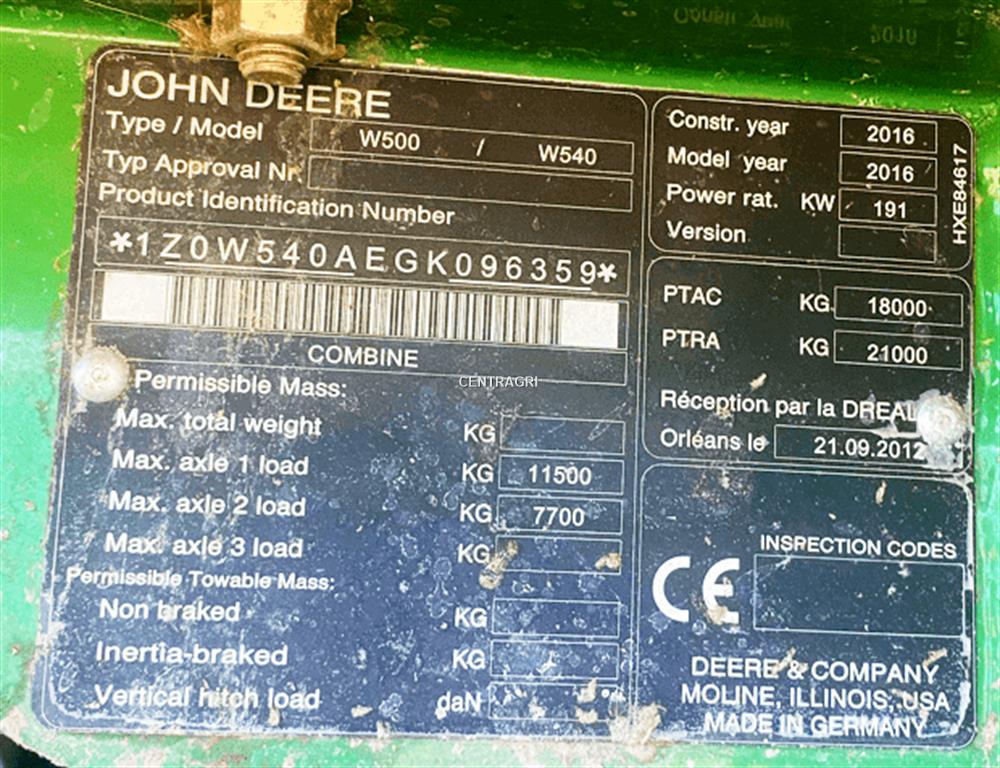 Constr. year 2016
JOHN DEERE
Type / Model W500 / W540
Typ Approval Nr.
Product Identification Number
*1Z0W540AEGK096359*
COMBINE
Permissible Mass:
Max. total weight KG
Max. axle 1 load KG 11500
Max. axle 2 load KG 7700
Max. axle 3 load KG
Permissible Towable Mass:
Non braked KG
Inertia-braked KG
Vertical hitch load daN
Constr. year 2016
Model year 2016
Power rat. KW 191
Version
HXE84617
PTAC KG 18000
PTRA KG 21000
Réception par la DREAL
Orléans le 21.09.2012
INSPECTION CODES
CE
DEERE & COMPANY
MOLINE, ILLINOIS, USA
MADE IN GERMANY
CENTRAGRI